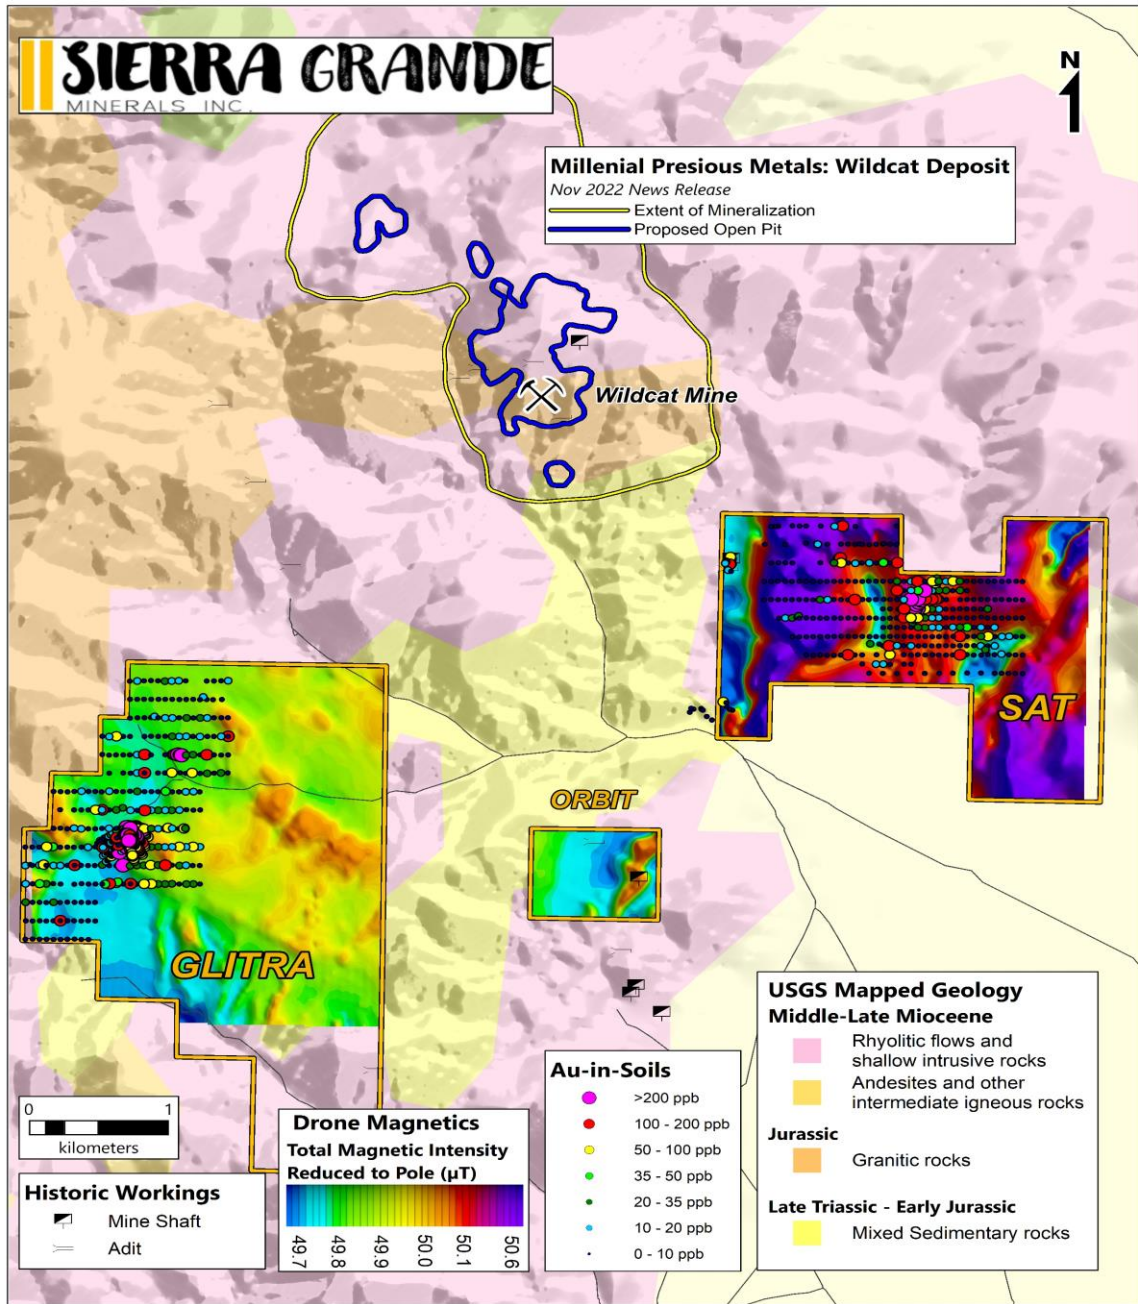 SIERRA GRANDE
MINERALS INC.
N
Millenial Presious Metals: Wildcat Deposit
Nov 2022 News Release
Extent of Mineralization
Proposed Open Pit
Wildcat Mine
SAT
ORBIT
GLITRA
USGS Mapped Geology
Middle-Late Miocene
Rhyolitic flows and
shallow intrusive rocks
Andesites and other
intermediate igneous rocks
Jurassic
Granitic rocks
Late Triassic - Early Jurassic
Mixed Sedimentary rocks
Au-in-Soils
>200 ppb
100 - 200 ppb
50 - 100 ppb
35 - 50 ppb
20 - 35 ppb
10 - 20 ppb
0 - 10 ppb
0 1
kilometers
Drone Magnetics
Total Magnetic Intensity
Reduced to Pole (μT)
49.7 49.8 49.9 50.0 50.1 50.6
Historic Workings
Mine Shaft
Adit